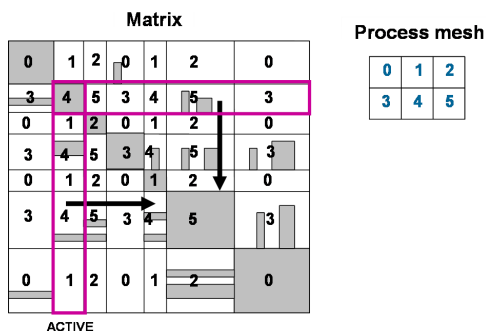 Matrix
Process mesh
0 1 2 0 1 2 0
3 4 5 3 4 5 3
0 1 2 0 1 2 0
3 4 5 3 4 5 3
0 1 2 0 1 2 0
3 4 5 3 4 5 3
0 1 2 0 1 2 0
0 1 2
3 4 5
ACTIVE